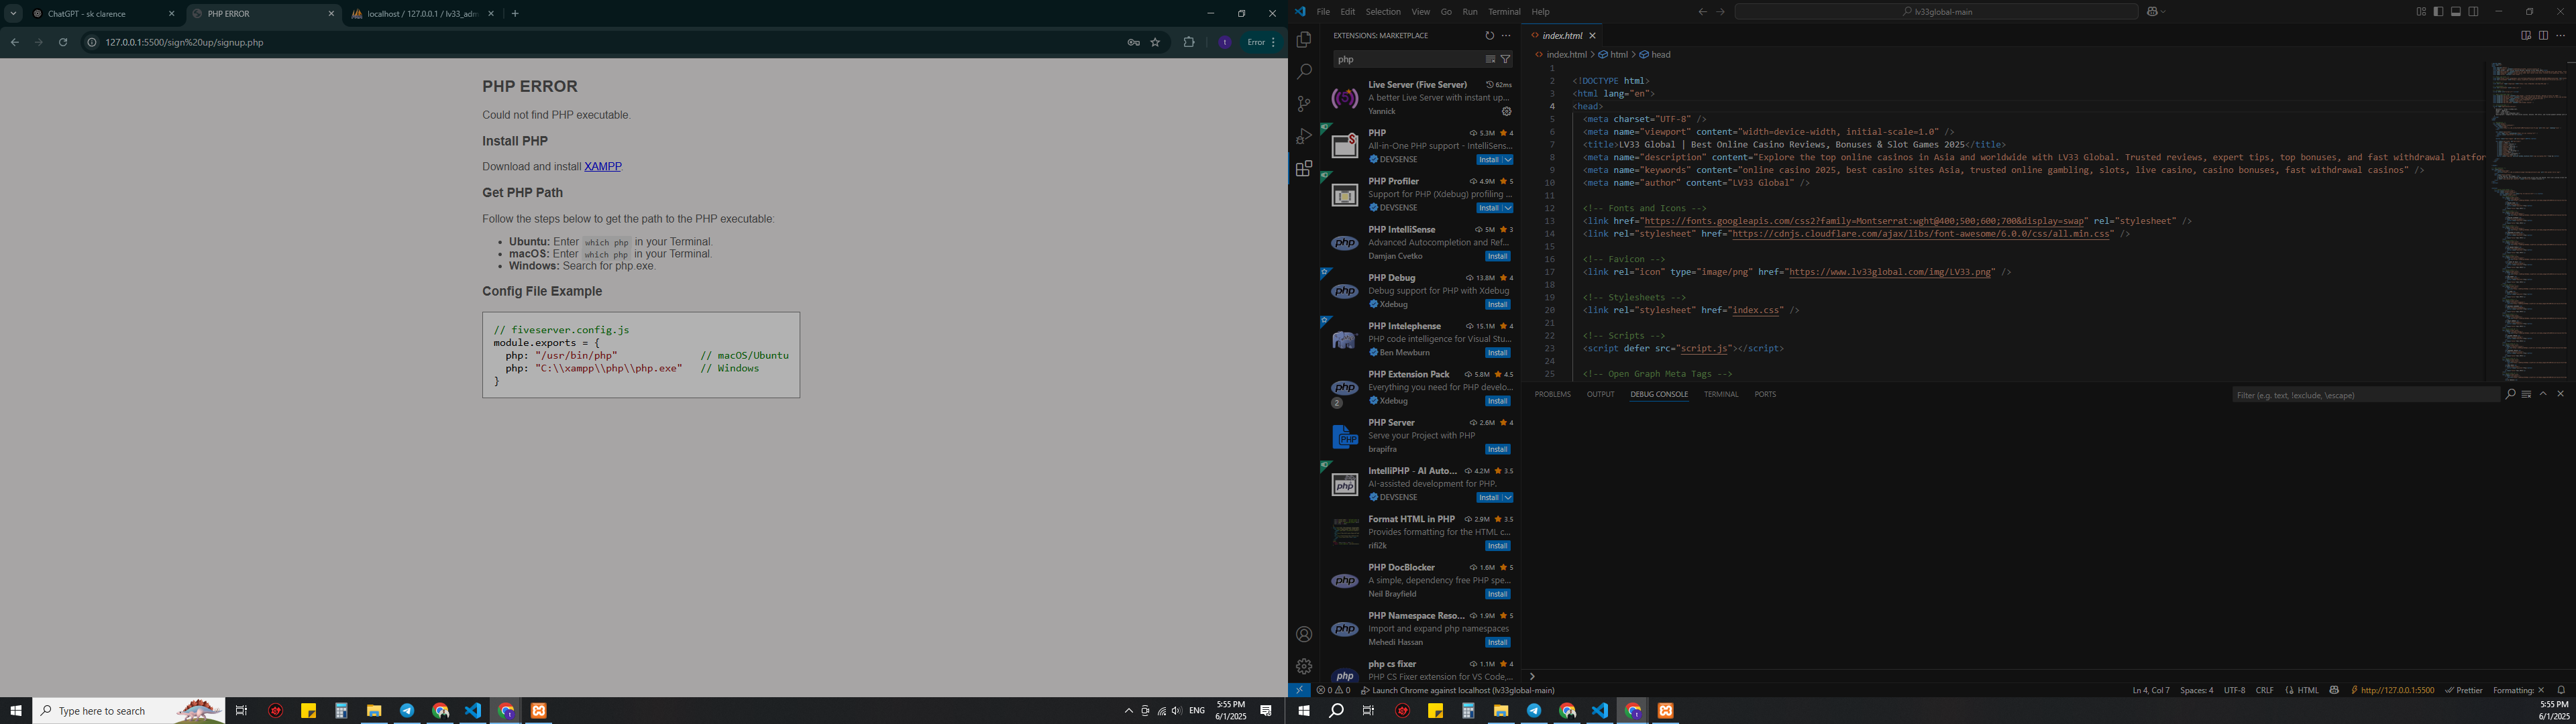 ChatGPT - sk clarence
PHP ERROR
localhost / 127.0.0.1 / lv33_adm
127.0.0.1:5500/sign%20up/signup.php
t
Error
PHP ERROR
Could not find PHP executable.
Install PHP
Download and install XAMPP.
Get PHP Path
Follow the steps below to get the path to the PHP executable:
Ubuntu: Enter which php in your Terminal.
macOS: Enter which php in your Terminal.
Windows: Search for php.exe.
Config File Example
// fiveserver.config.js
module.exports = {
php: "/usr/bin/php" // macOS/Ubuntu
php: "C:\\xampp\\php\\php.exe" // Windows
}
Type here to search
ENG
5:55 PM
6/1/2025
File Edit Selection View Go Run Terminal Help
lv33global-main
EXTENSIONS: MARKETPLACE
php
Live Server (Five Server) 62ms
A better Live Server with instant up...
Yannick
PHP 5.3M 4
All-in-One PHP support - IntelliSens...
DEVSENSE Install
PHP Profiler 4.9M 5
Support for PHP (Xdebug) profiling ...
DEVSENSE Install
PHP IntelliSense 5M 3
Advanced Autocompletion and Ref...
Damjan Cvetko Install
PHP Debug 13.8M 4
Debug support for PHP with Xdebug
Xdebug Install
PHP Intelephense 15.1M 4
PHP code intelligence for Visual Stu...
Ben Mewburn Install
PHP Extension Pack 5.8M 4.5
Everything you need for PHP develo...
2 Xdebug Install
PHP Server 2.6M 4
Serve your Project with PHP
brapifra Install
IntelliPHP - AI Auto... 4.2M 3.5
AI-assisted development for PHP.
DEVSENSE Install
Format HTML in PHP 2.9M 3.5
Provides formatting for the HTML c...
rifi2k Install
PHP DocBlocker 1.6M 5
A simple, dependency free PHP spe...
Neil Brayfield Install
PHP Namespace Reso... 1.9M 5
Import and expand php namespaces
Mehedi Hassan Install
php cs fixer 1.1M 4
PHP CS Fixer extension for VS Code,...
index.html
index.html > html > head
1
2 <!DOCTYPE html>
3 <html lang="en">
4 <head>
5 <meta charset="UTF-8" />
6 <meta name="viewport" content="width=device-width, initial-scale=1.0" />
7 <title>LV33 Global | Best Online Casino Reviews, Bonuses & Slot Games 2025</title>
8 <meta name="description" content="Explore the top online casinos in Asia and worldwide with LV33 Global. Trusted reviews, expert tips, top bonuses, and fast withdrawal platfor
9 <meta name="keywords" content="online casino 2025, best casino sites Asia, trusted online gambling, slots, live casino, casino bonuses, fast withdrawal casinos" />
10 <meta name="author" content="LV33 Global" />
11
12 <!-- Fonts and Icons -->
13 <link href="https://fonts.googleapis.com/css2?family=Montserrat:wght@400;500;600;700&display=swap" rel="stylesheet" />
14 <link rel="stylesheet" href="https://cdnjs.cloudflare.com/ajax/libs/font-awesome/6.0.0/css/all.min.css" />
15
16 <!-- Favicon -->
17 <link rel="icon" type="image/png" href="https://www.lv33global.com/img/LV33.png" />
18
19 <!-- Stylesheets -->
20 <link rel="stylesheet" href="index.css" />
21
22 <!-- Scripts -->
23 <script defer src="script.js"></script>
24
25 <!-- Open Graph Meta Tags -->
PROBLEMS OUTPUT DEBUG CONSOLE TERMINAL PORTS
Filter (e.g. text, !exclude, \escape)
0 0 Launch Chrome against localhost (lv33global-main)
Ln 4, Col 7 Spaces: 4 UTF-8 CRLF HTML http://127.0.0.1:5500 Prettier Formatting:
5:55 PM
6/1/2025